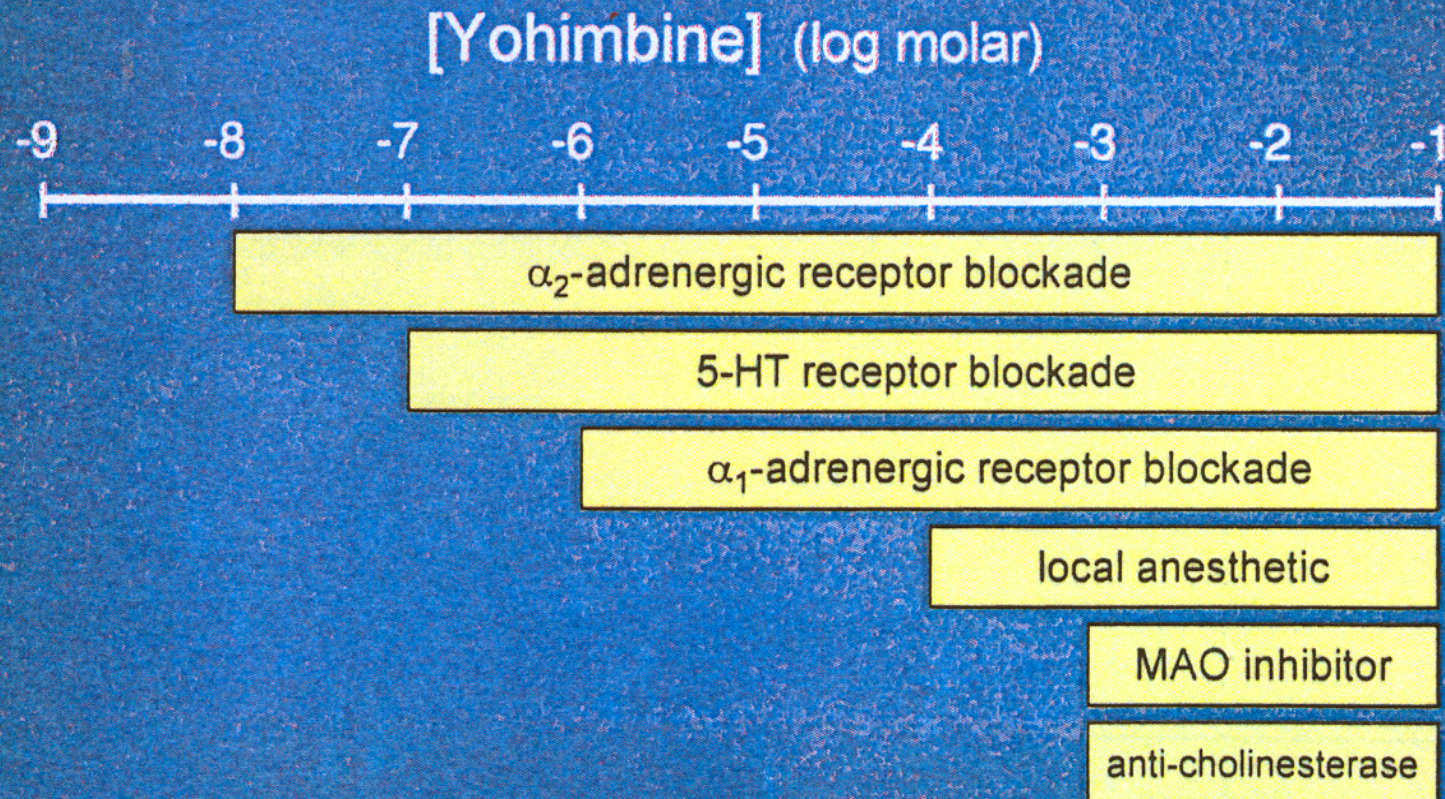 [Yohimbine] (log molar)
-9 -8 -7 -6 -5 -4 -3 -2 -1
α₂-adrenergic receptor blockade
5-HT receptor blockade
α₁-adrenergic receptor blockade
local anesthetic
MAO inhibitor
anti-cholinesterase